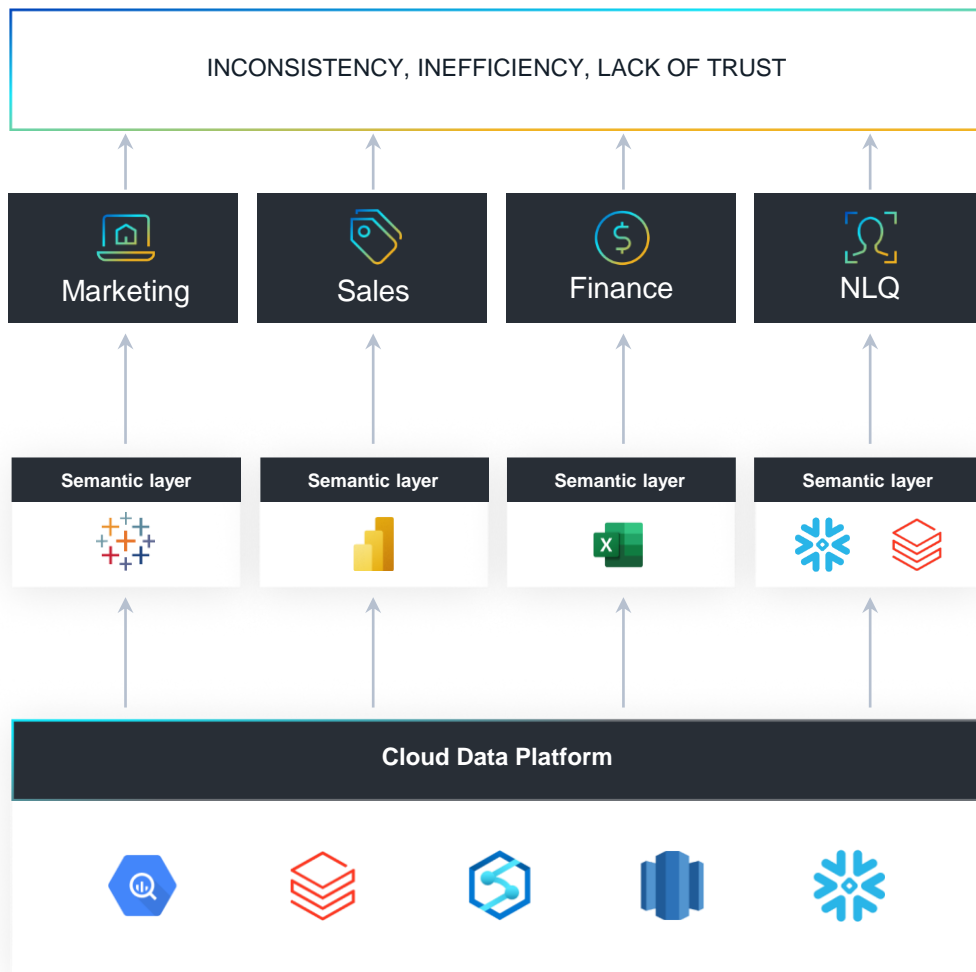 INCONSISTENCY, INEFFICIENCY, LACK OF TRUST
Marketing
Sales
Finance
NLQ
Semantic layer
Semantic layer
Semantic layer
Semantic layer
X
Cloud Data Platform